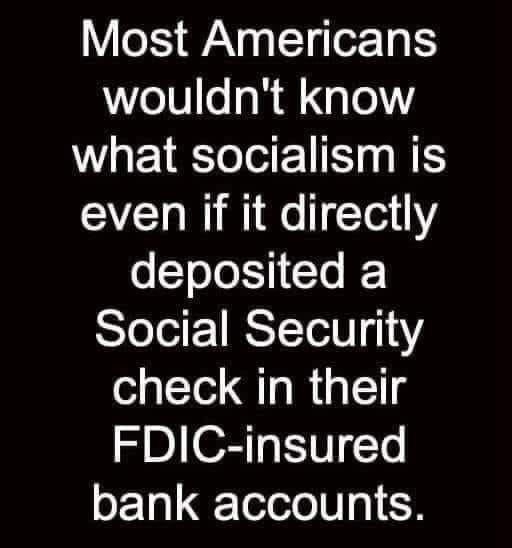 Most Americans
wouldn't know
what socialism is
even if it directly
deposited a
Social Security
check in their
FDIC-insured
bank accounts.